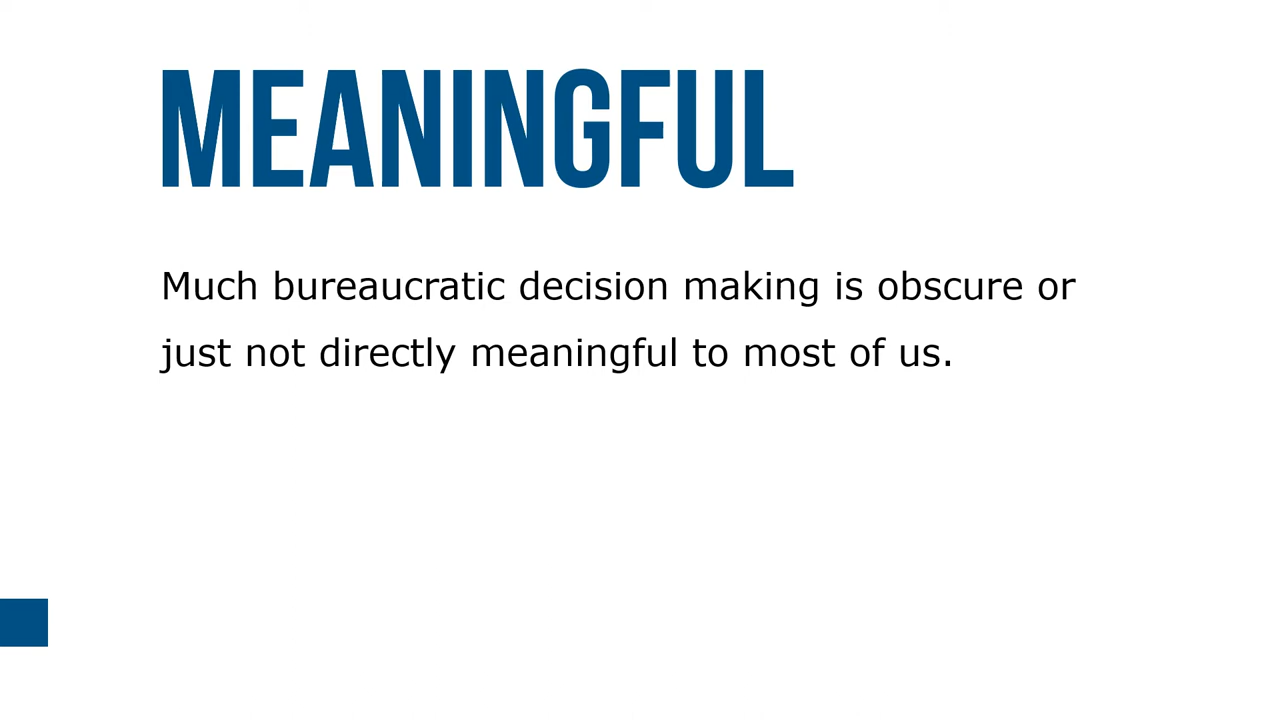 MEANINGFUL
Much bureaucratic decision making is obscure or
just not directly meaningful to most of us.